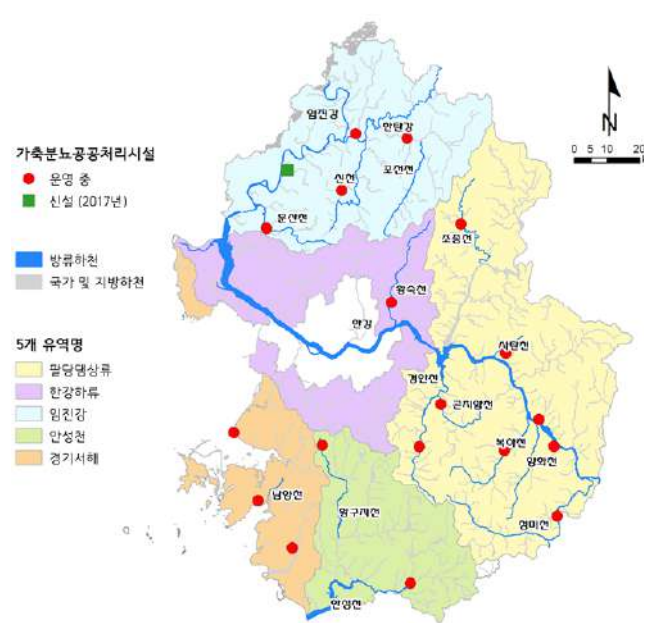 가축분뇨공공처리시설
운영 중
신설 (2017년)
방류하천
국가 및 지방하천
5개 유역명
팔당댐상류
한강하류
임진강
안성천
경기서해
N
0 10 20
임진강
한탄강
신천
포천천
문산천
조종천
왕숙천
한강
사탄천
경안천
곤지암천
복하천
양화천
청미천
남양천
황구지천
안성천